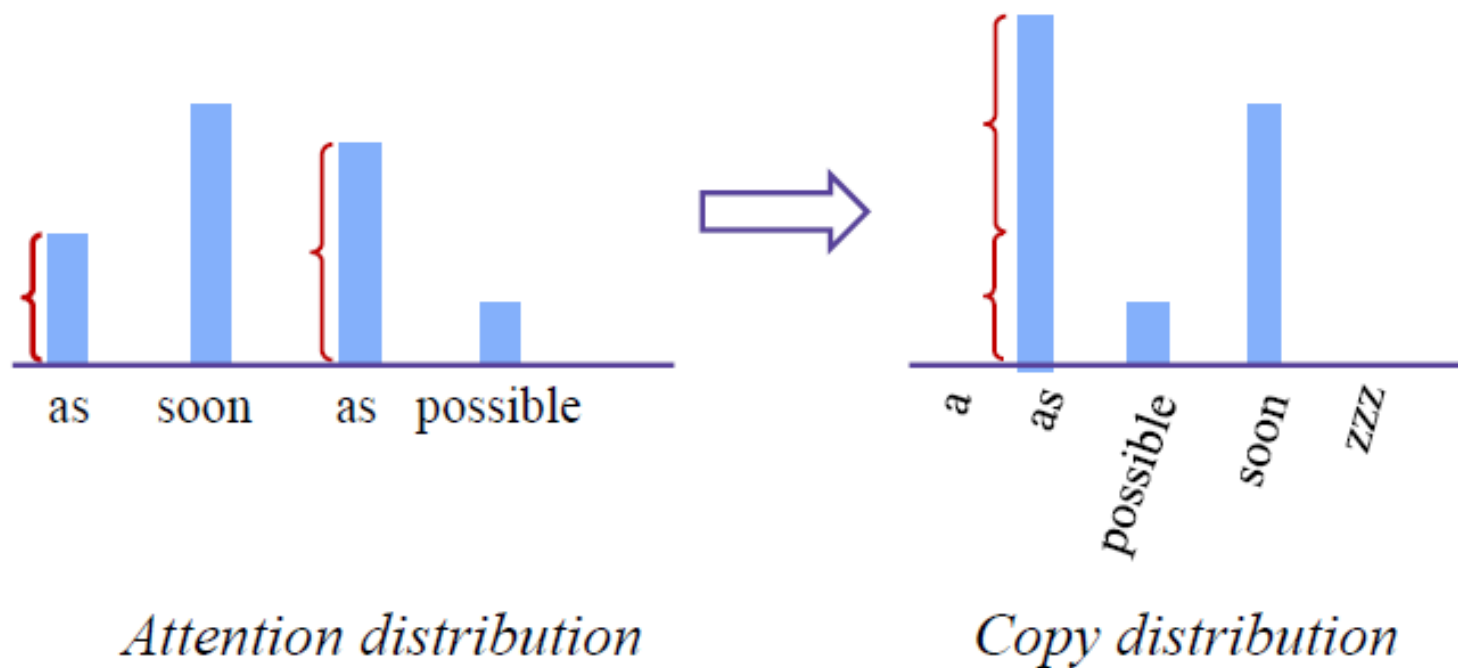 as soon as possible
a as possible soon zzz
Attention distribution
Copy distribution